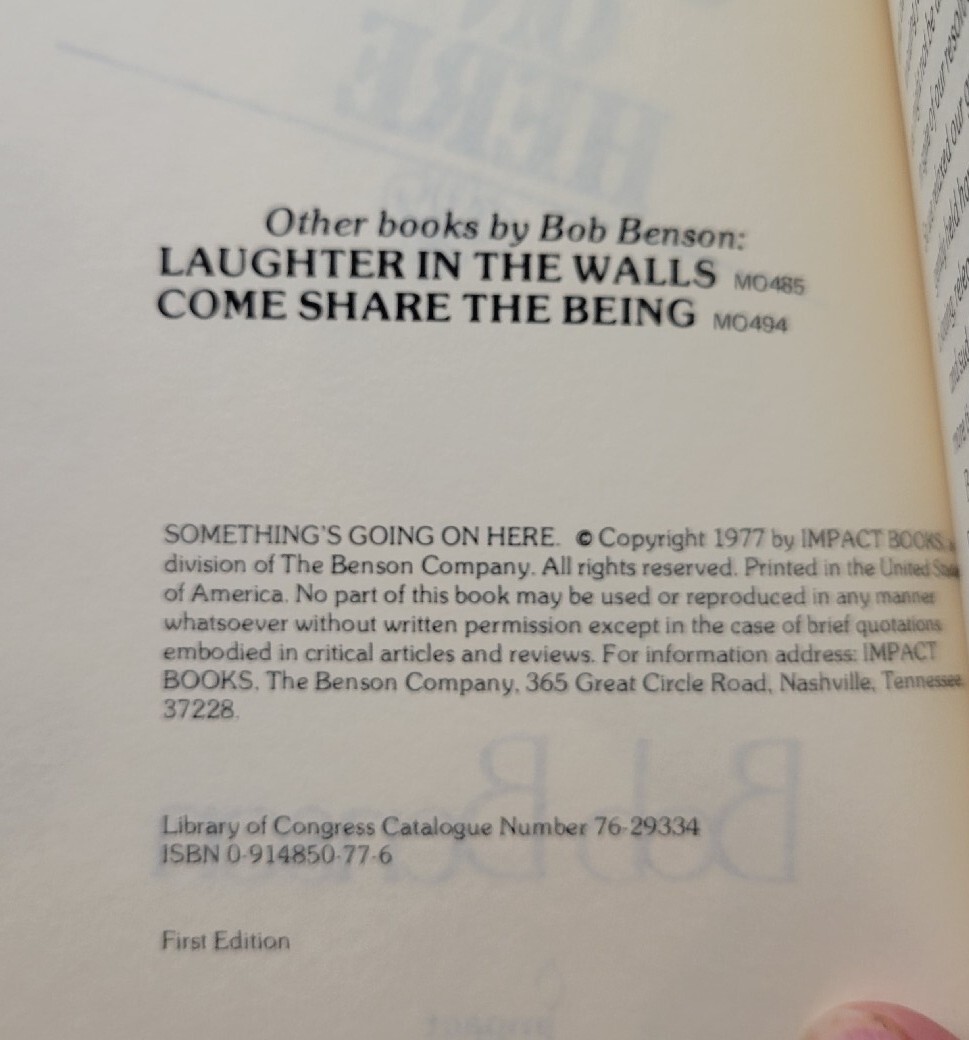 Other books by Bob Benson:
LAUGHTER IN THE WALLS MO485
COME SHARE THE BEING MO494
SOMETHING'S GOING ON HERE. © Copyright 1977 by IMPACT BOOKS, a
division of The Benson Company. All rights reserved. Printed in the United States
of America. No part of this book may be used or reproduced in any manner
whatsoever without written permission except in the case of brief quotations
embodied in critical articles and reviews. For information address: IMPACT
BOOKS, The Benson Company, 365 Great Circle Road, Nashville, Tennessee
37228.
Library of Congress Catalogue Number 76-29334
ISBN 0-914850-77-6
First Edition